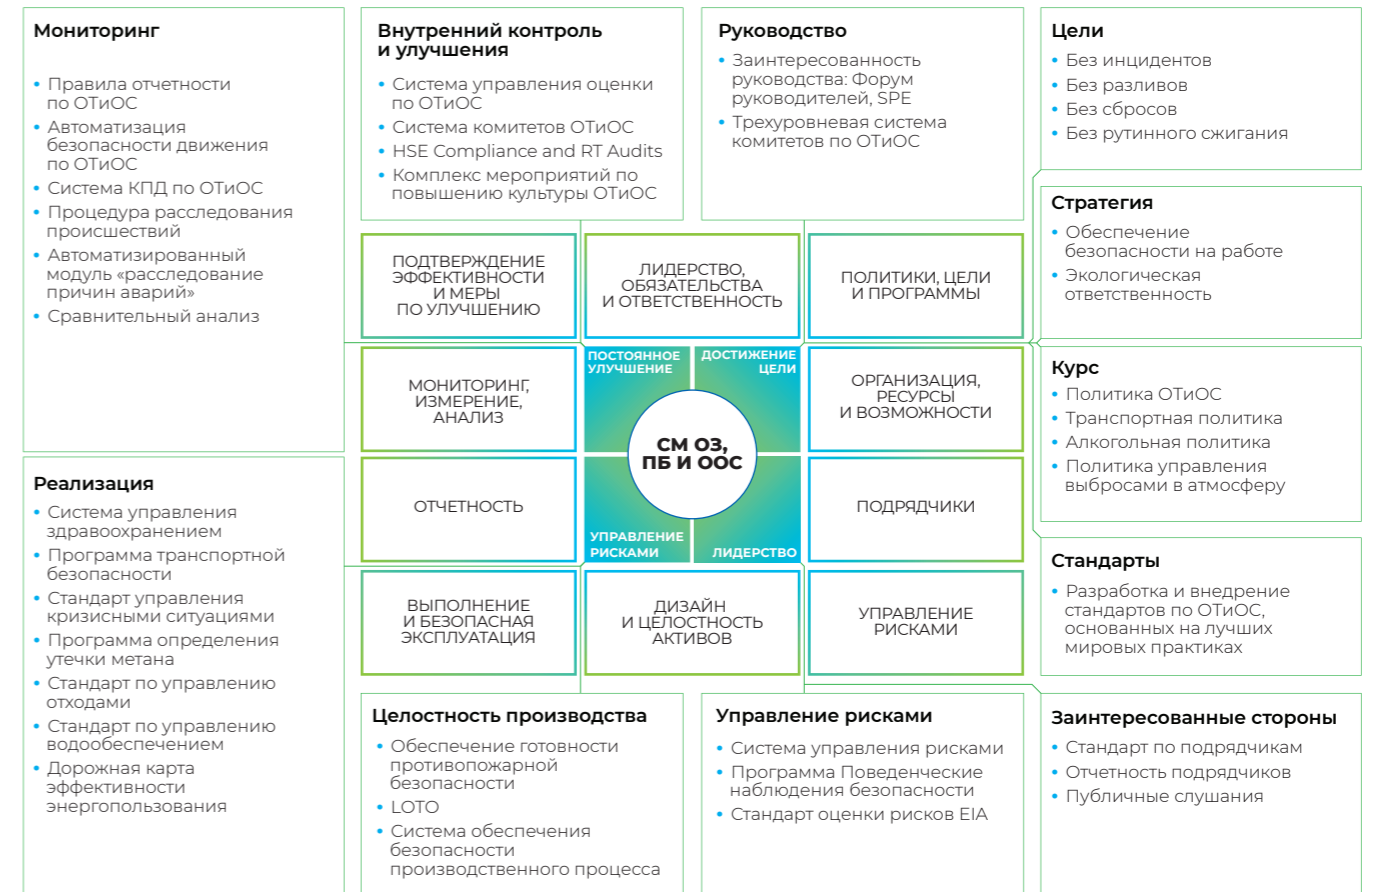 Мониторинг
• Правила отчетности
по ОТиОС
• Автоматизация
безопасности движения
по ОТиОС
• Система КПД по ОТиОС
• Процедура расследования
происшествий
• Автоматизированный
модуль «расследование
причин аварий»
• Сравнительный анализ
Внутренний контроль
и улучшения
• Система управления оценки
по ОТиОС
• Система комитетов ОТиОС
• HSE Compliance and RT Audits
• Комплекс мероприятий по
повышению культуры ОТиОС
Руководство
• Заинтересованность
руководства: Форум
руководителей, SPE
• Трехуровневая система
комитетов по ОТиОС
Цели
• Без инцидентов
• Без разливов
• Без сбросов
• Без рутинного сжигания
Стратегия
• Обеспечение
безопасности на работе
• Экологическая
ответственность
Курс
• Политика ОТиОС
• Транспортная политика
• Алкогольная политика
• Политика управления
выбросами в атмосферу
Стандарты
• Разработка и внедрение
стандартов по ОТиОС,
основанных на лучших
мировых практиках
ПОДТВЕРЖДЕНИЕ
ЭФФЕКТИВНОСТИ
И МЕРЫ
ПО УЛУЧШЕНИЮ
ЛИДЕРСТВО,
ОБЯЗАТЕЛЬСТВА
И ОТВЕТСТВЕННОСТЬ
ПОЛИТИКИ, ЦЕЛИ
И ПРОГРАММЫ
МОНИТОРИНГ,
ИЗМЕРЕНИЕ,
АНАЛИЗ
ПОСТОЯННОЕ
УЛУЧШЕНИЕ
ДОСТИЖЕНИЕ
ЦЕЛИ
ОРГАНИЗАЦИЯ,
РЕСУРСЫ
И ВОЗМОЖНОСТИ
СМ ОЗ,
ПБ И ООС
ОТЧЕТНОСТЬ
УПРАВЛЕНИЕ
РИСКАМИ
ЛИДЕРСТВО
ПОДРЯДЧИКИ
ВЫПОЛНЕНИЕ
И БЕЗОПАСНАЯ
ЭКСПЛУАТАЦИЯ
ДИЗАЙН
И ЦЕЛОСТНОСТЬ
АКТИВОВ
УПРАВЛЕНИЕ
РИСКАМИ
Реализация
• Система управления
здравоохранением
• Программа транспортной
безопасности
• Стандарт управления
кризисными ситуациями
• Программа определения
утечки метана
• Стандарт по управлению
отходами
• Стандарт по управлению
водообеспечением
• Дорожная карта
эффективности
энергопользования
Целостность производства
• Обеспечение готовности
противопожарной
безопасности
• LOTO
• Система обеспечения
безопасности
производственного процесса
Управление рисками
• Система управления рисками
• Программа Поведенческие
наблюдения безопасности
• Стандарт оценки рисков EIA
Заинтересованные стороны
• Стандарт по подрядчикам
• Отчетность подрядчиков
• Публичные слушания